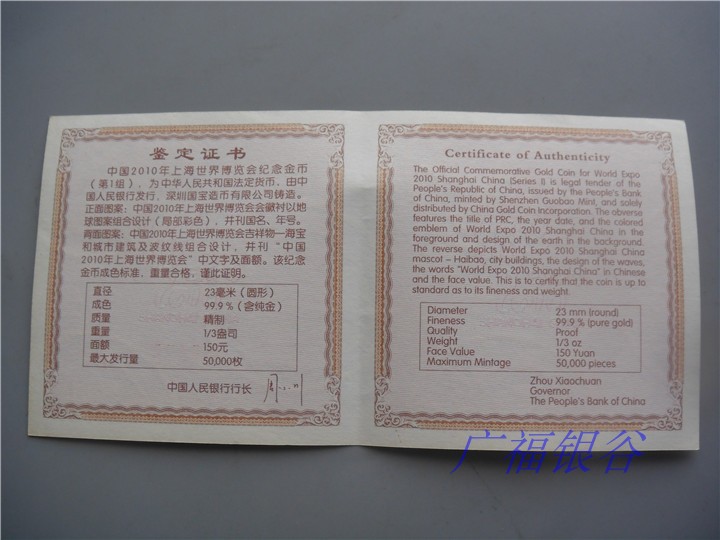 鉴定证书
中国2010年上海世界博览会纪念金币
（第1组），为中华人民共和国法定货币，由中
国人民银行发行，深圳国宝造币有限公司铸造。
正面图案：中国2010年上海世界博览会会徽衬以地
球图案组合设计（局部彩色），并刊国名、年号。
背面图案：中国2010年上海世界博览会吉祥物—海宝
和城市建筑及波纹线组合设计，并刊“中国
2010年上海世界博览会”中文字及面额。该纪念
金币成色标准，重量合格，谨此证明。
直径 23毫米（圆形）
成色 99.9%（含纯金）
质量 精制
重量 1/3盎司
面额 150元
最大发行量 50,000枚
中国人民银行行长
Certificate of Authenticity
The Official Commemorative Gold Coin for World Expo
2010 Shanghai China (Series I) is legal tender of the
People's Republic of China, issued by the People's Bank
of China, minted by Shenzhen Guobao Mint, and solely
distributed by China Gold Coin Incorporation. The obverse
features the title of PRC, the year date, and the colored
emblem of World Expo 2010 Shanghai China in the
foreground and design of the earth in the background.
The reverse depicts World Expo 2010 Shanghai China
mascot – Haibao, city buildings, the design of the waves,
the words "World Expo 2010 Shanghai China" in Chinese
and the face value. This is to certify that the coin is up to
standard as to its fineness and weight.
Diameter 23 mm (round)
Fineness 99.9% (pure gold)
Quality Proof
Weight 1/3 oz
Face Value 150 Yuan
Maximum Mintage 50,000 pieces
Zhou Xiaochuan
Governor
The People's Bank of China
广福银谷